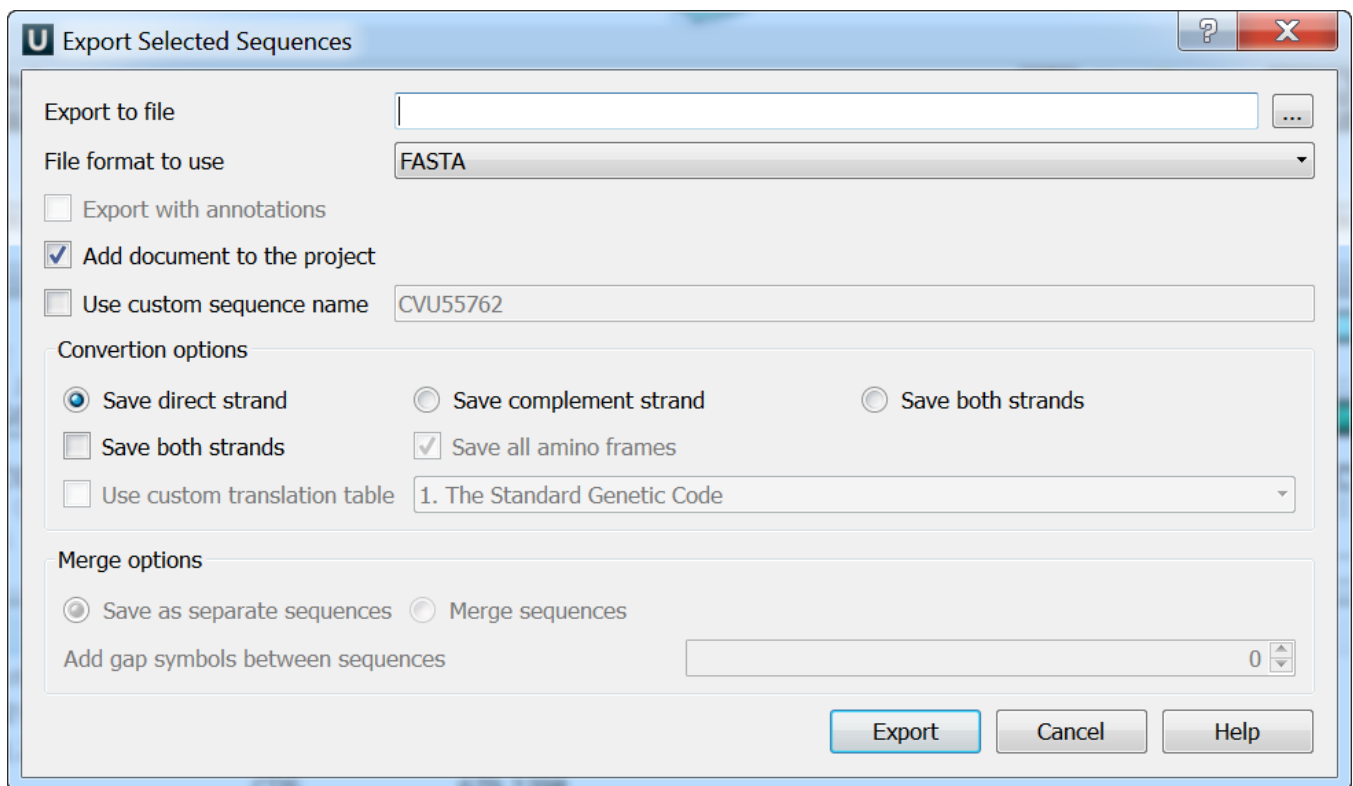 U Export Selected Sequences ? X
Export to file ...
File format to use FASTA
Export with annotations
Add document to the project
Use custom sequence name CVU55762
Convertion options
Save direct strand Save complement strand Save both strands
Save both strands Save all amino frames
Use custom translation table 1. The Standard Genetic Code
Merge options
Save as separate sequences Merge sequences
Add gap symbols between sequences 0
Export Cancel Help